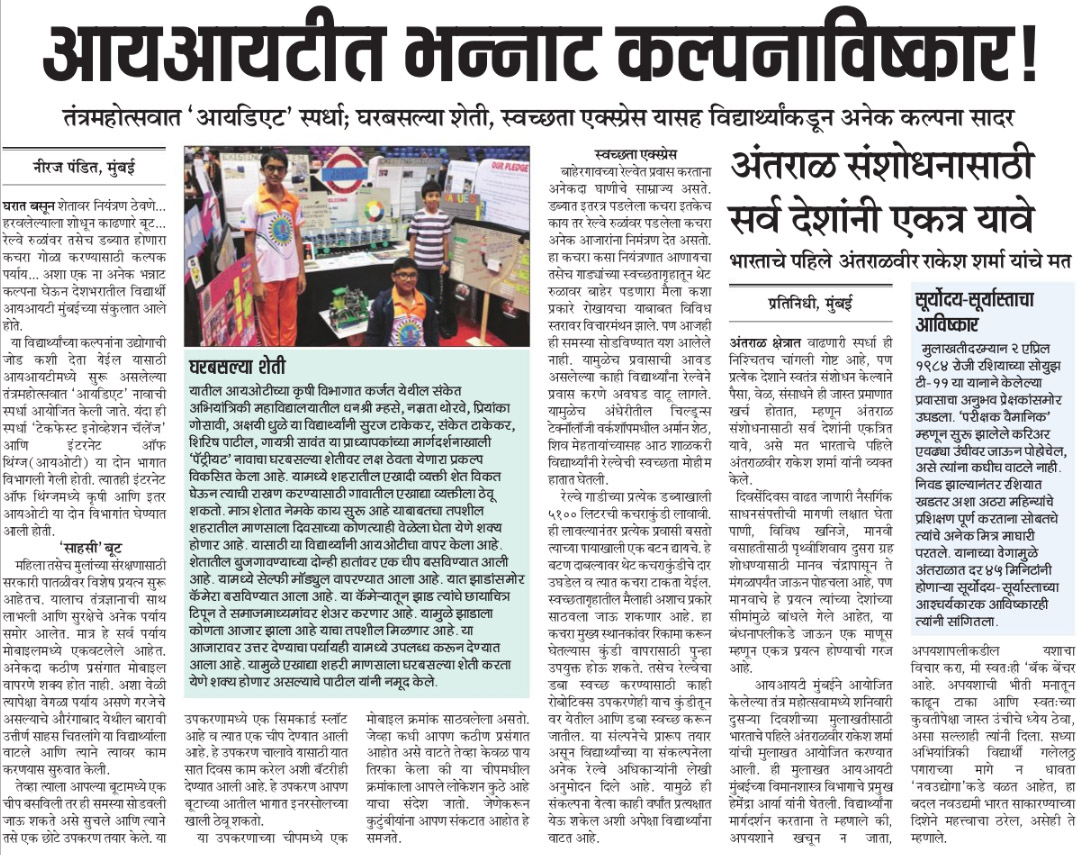 आयआयटीत भन्नाट कल्पनाविष्कार!
तंत्रमहोत्सवात ‘आयडिएट’ स्पर्धा; घरबसल्या शेती, स्वच्छता एक्स्प्रेस यासह विद्यार्थ्यांकडून अनेक कल्पना सादर
नीरज पंडित, मुंबई
घरात बसून शेतावर नियंत्रण ठेवणे...
हरवलेल्याला शोधून काढणारे बूट...
रेल्वे रुळांवर तसेच डब्यात होणारा
कचरा गोळा करण्यासाठी कल्पक
पर्याय... अशा एक ना अनेक भन्नाट
कल्पना घेऊन देशभरातील विद्यार्थी
आयआयटी मुंबईच्या संकुलात आले
होते.
या विद्यार्थ्यांच्या कल्पनांना उद्योगाची
जोड कशी देता येईल यासाठी
आयआयटीमध्ये सुरू असलेल्या
तंत्रमहोत्सवात ‘आयडिएट’ नावाची
स्पर्धा आयोजित केली जाते. यंदा ही
स्पर्धा ‘टेकफेस्ट इनोव्हेशन चॅलेंज’
आणि इंटरनेट ऑफ
थिंग्ज(आयओटी) या दोन भागात
विभागली गेली होती. त्यातही इंटरनेट
ऑफ थिंग्जमध्ये कृषी आणि इतर
आयओटी या दोन विभागांत घेण्यात
आली होती.
‘साहसी’ बूट
महिला तसेच मुलांच्या संरक्षणासाठी
सरकारी पातळीवर विशेष प्रयत्न सुरू
आहेतच. यालाच तंत्रज्ञानाची साथ
लाभली आणि सुरक्षेचे अनेक पर्याय
समोर आलेत. मात्र हे सर्व पर्याय
मोबाइलमध्ये एकवटलेले आहेत.
अनेकदा कठीण प्रसंगात मोबाइल
वापरणे शक्य होत नाही. अशा वेळी
त्यापेक्षा वेगळा पर्याय असणे गरजेचे
असल्याचे औरंगाबाद येथील बारावी
उत्तीर्ण साहस चितलांगे या विद्यार्थ्याला
वाटले आणि त्याने त्यावर काम
करण्यास सुरुवात केली.
तेव्हा त्याला आपल्या बूटामध्ये एक
चीप बसविली तर ही समस्या सोडवली
जाऊ शकते असे सुचले आणि त्याने
तसे एक छोटे उपकरण तयार केले. या
घरबसल्या शेती
यातील आयओटीच्या कृषी विभागात कर्जत येथील संकेत
अभियांत्रिकी महाविद्यालयातील धनश्री म्हसे, नम्रता थोरवे, प्रियांका
गोसावी, अक्षयी धुळे या विद्यार्थ्यांनी सुरज ठाकेकर, संकेत ठाकेकर,
शिरिष पाटील, गायत्री सावंत या प्राध्यापकांच्या मार्गदर्शनाखाली
‘पॅट्रीयट’ नावाचा घरबसल्या शेतीवर लक्ष ठेवता येणारा प्रकल्प
विकसित केला आहे. यामध्ये शहरातील एखादी व्यक्ती शेत विकत
घेऊन त्याची राखण करण्यासाठी गावातील एखाद्या व्यक्तीला ठेवू
शकतो. मात्र शेतात नेमके काय सुरू आहे याबाबतचा तपशील
शहरातील माणसाला दिवसाच्या कोणत्याही वेळेला घेता येणे शक्य
होणार आहे. यासाठी या विद्यार्थ्यांनी आयओटीचा वापर केला आहे.
शेतातील बुजगावण्याच्या दोन्ही हातांवर एक चीप बसविण्यात आली
आहे. यामध्ये सेल्फी मॉड्युल वापरण्यात आला आहे. यात झाडांसमोर
कॅमेरा बसविण्यात आला आहे. या कॅमेऱ्यातून झाड त्यांचे छायाचित्र
टिपून ते समाजमाध्यमांवर शेअर करणार आहे. यामुळे झाडाला
कोणता आजार झाला आहे याचा तपशील मिळणार आहे. या
आजारावर उत्तर देण्याचा पर्यायही यामध्ये उपलब्ध करून देण्यात
आला आहे. यामुळे एखाद्या शहरी माणसाला घरबसल्या शेती करता
येणे शक्य होणार असल्याचे पाटील यांनी नमूद केले.
उपकरणामध्ये एक सिमकार्ड स्लॉट
आहे व त्यात एक चीप देण्यात आली
आहे. हे उपकरण चालावे यासाठी यात
सात दिवस काम करेल अशी बॅटरीही
देण्यात आली आहे. हे उपकरण आपण
बूटाच्या आतील भागात इनरसोलच्या
खाली ठेवू शकतो.
या उपकरणाच्या चीपमध्ये एक
मोबाइल क्रमांक साठवलेला असतो.
जेव्हा कधी आपण कठीण प्रसंगात
आहोत असे वाटते तेव्हा केवळ पाय
तिरका केला की या चीपमधील
क्रमांकाला आपले लोकेशन कुठे आहे
याचा संदेश जातो. जेणेकरून
कुटुंबीयांना आपण संकटात आहोत हे
समजते.
स्वच्छता एक्स्प्रेस
बाहेरगावच्या रेल्वेत प्रवास करताना
अनेकदा घाणीचे साम्राज्य असते.
डब्यात इतरत्र पडलेला कचरा इतकेच
काय तर रेल्वे रुळांवर पडलेला कचरा
अनेक आजारांना निमंत्रण देत असतो.
हा कचरा कसा नियंत्रणात आणायचा
तसेच गाड्यांच्या स्वच्छतागृहातून थेट
रुळावर बाहेर पडणारा मैला कशा
प्रकारे रोखायचा याबाबत विविध
स्तरावर विचारमंथन झाले. पण आजही
ही समस्या सोडविण्यात यश आलेले
नाही. यामुळेच प्रवासाची आवड
असलेल्या काही विद्यार्थ्यांना रेल्वेने
प्रवास करणे अवघड वाटू लागले.
यामुळेच अंधेरीतील चिल्ड्रन्स
टेक्नॉलॉजी वर्कशॉपमधील अर्मान शेठ,
शिव मेहता यांच्यासह आठ शाळकरी
विद्यार्थ्यांनी रेल्वेची स्वच्छता मोहीम
हातात घेतली.
रेल्वे गाडीच्या प्रत्येक डब्याखाली
५१०० लिटरची कचराकुंडी लावावी.
ही लावल्यानंतर प्रत्येक प्रवासी बसतो
त्याच्या पायाखाली एक बटन द्यायचे. हे
बटण दाबल्यावर थेट कचराकुंडीचे दार
उघडेल व त्यात कचरा टाकता येईल.
स्वच्छतागृहातील मैलाही अशाच प्रकारे
साठवला जाऊ शकणार आहे. हा
कचरा मुख्य स्थानकांवर रिकामा करून
घेतल्यास कुंडी वापरासाठी पुन्हा
उपयुक्त होऊ शकते. तसेच रेल्वेचा
डबा स्वच्छ करण्यासाठी काही
रोबोटिक्स उपकरणेही याच कुंडीतून
वर येतील आणि डबा स्वच्छ करून
जातील. या संल्पनेचे प्रारूप तयार
असून विद्यार्थ्यांच्या या संकल्पनेला
अनेक रेल्वे अधिकाऱ्यांनी लेखी
अनुमोदन दिले आहे. यामुळे ही
संकल्पना येत्या काही वर्षांत प्रत्यक्षात
येऊ शकेल अशी अपेक्षा विद्यार्थ्यांना
वाटत आहे.
अंतराळ संशोधनासाठी
सर्व देशांनी एकत्र यावे
भारताचे पहिले अंतराळवीर राकेश शर्मा यांचे मत
प्रतिनिधी, मुंबई
अंतराळ क्षेत्रात वाढणारी स्पर्धा ही
निश्चितच चांगली गोष्ट आहे, पण
प्रत्येक देशाने स्वतंत्र संशोधन केल्याने
पैसा, वेळ, संसाधने ही जास्त प्रमाणात
खर्च होतात, म्हणून अंतराळ
संशोधनासाठी सर्व देशांनी एकत्रित
यावे, असे मत भारताचे पहिले
अंतराळवीर राकेश शर्मा यांनी व्यक्त
केले.
दिवसेंदिवस वाढत जाणारी नैसर्गिक
साधनसंपत्तीची मागणी लक्षात घेता
पाणी, विविध खनिजे, मानवी
वसाहतीसाठी पृथ्वीशिवाय दुसरा ग्रह
शोधण्यासाठी मानव चंद्रापासून ते
मंगळापर्यंत जाऊन पोहचला आहे, पण
मानवाचे हे प्रयत्न त्यांच्या देशांच्या
सीमांमुळे बांधले गेले आहेत, या
बंधनापलीकडे जाऊन एक माणूस
म्हणून एकत्र प्रयत्न होण्याची गरज
आहे.
आयआयटी मुंबईने आयोजित
केलेल्या तंत्र महोत्सवामध्ये शनिवारी
दुसऱ्या दिवशीच्या मुलाखतीसाठी
भारताचे पहिले अंतराळवीर राकेश शर्मा
यांची मुलाखत आयोजित करण्यात
आली. ही मुलाखत आयआयटी
मुंबईच्या विमानशास्त्र विभागाचे प्रमुख
हेमेंद्रा आर्या यांनी घेतली. विद्यार्थ्यांना
मार्गदर्शन करताना ते म्हणाले की,
अपयशाने खचून न जाता,
सूर्योदय-सूर्यास्ताचा
आविष्कार
मुलाखतीदरम्यान २ एप्रिल
१९८४ रोजी रशियाच्या सोयुझ
टी-११ या यानाने केलेल्या
प्रवासाचा अनुभव प्रेक्षकांसमोर
उघडला. ‘परीक्षक वैमानिक’
म्हणून सुरू झालेले करिअर
एवढ्या उंचीवर जाऊन पोहोचेल,
असे त्यांना कधीच वाटले नाही.
निवड झाल्यानंतर रशियात
खडतर अशा अठरा महिन्यांचे
प्रशिक्षण पूर्ण करताना सोबतचे
त्यांचे अनेक मित्र माघारी
परतले. यानाच्या वेगामुळे
अंतराळात दर ४५ मिनिटांनी
होणाऱ्या सूर्योदय-सूर्यास्ताच्या
आश्चर्यकारक आविष्कारही
त्यांनी सांगितला.
अपयशापलीकडील यशाचा
विचार करा, मी स्वतःही ‘बॅक बेंचर
आहे. अपयशाची भीती मनातून
काढून टाका आणि स्वतःच्या
कुवतीपेक्षा जास्त उंचीचे ध्येय ठेवा,
असा सल्लाही त्यांनी दिला. सध्या
अभियांत्रिकी विद्यार्थी गलेलठ्ठ
पगाराच्या मागे न धावता
‘नवउद्योगा’कडे वळत आहेत, हा
बदल नवउद्यमी भारत साकारण्याच्या
दिशेने महत्त्वाचा ठरेल, असेही ते
म्हणाले.